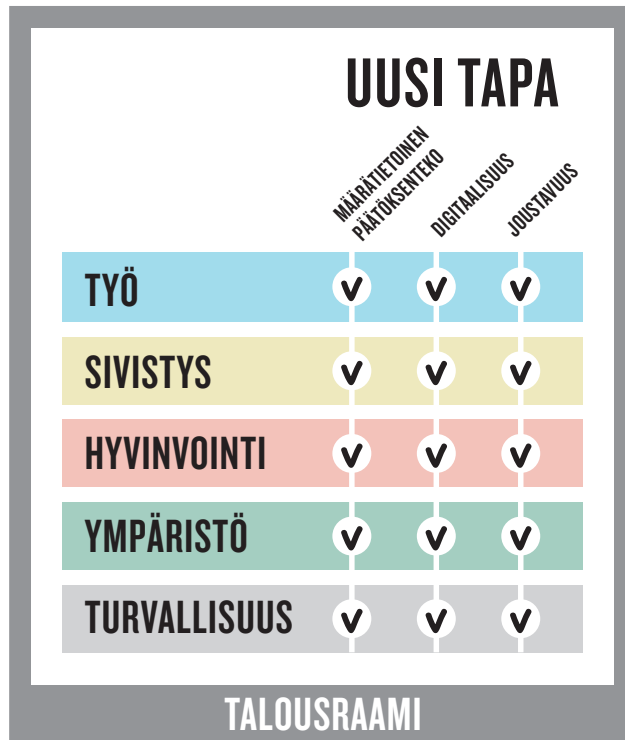 UUSI TAPA
MÄÄRÄTIETOINEN
PÄÄTÖKSENTEKO
DIGITAALISUUS
JOUSTAVUUS
TYÖ
SIVISTYS
HYVINVOINTI
YMPÄRISTÖ
TURVALLISUUS
TALOUSRAAMI